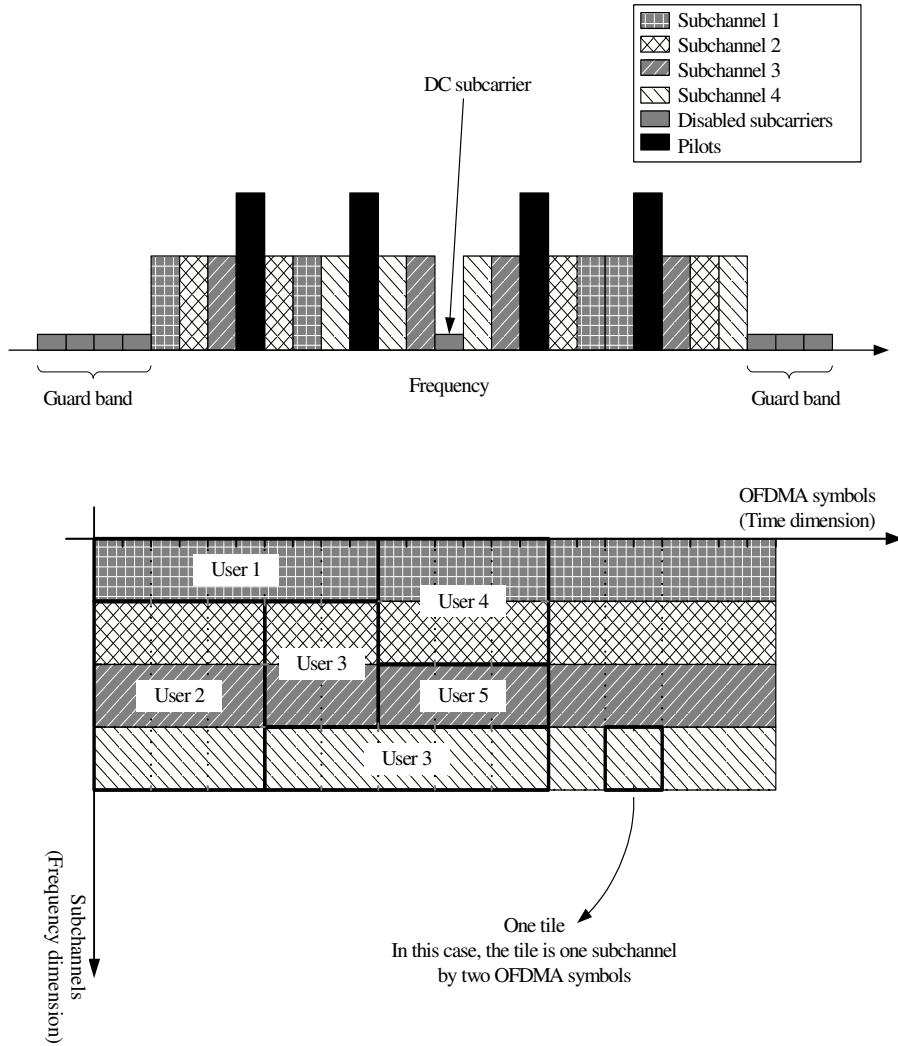 Subchannel 1
Subchannel 2
Subchannel 3
Subchannel 4
Disabled subcarriers
Pilots
DC subcarrier
Guard band
Frequency
Guard band
OFDMA symbols
(Time dimension)
User 1
User 4
User 3
User 2
User 5
User 3
Subchannels
(Frequency dimension)
One tile
In this case, the tile is one subchannel
by two OFDMA symbols